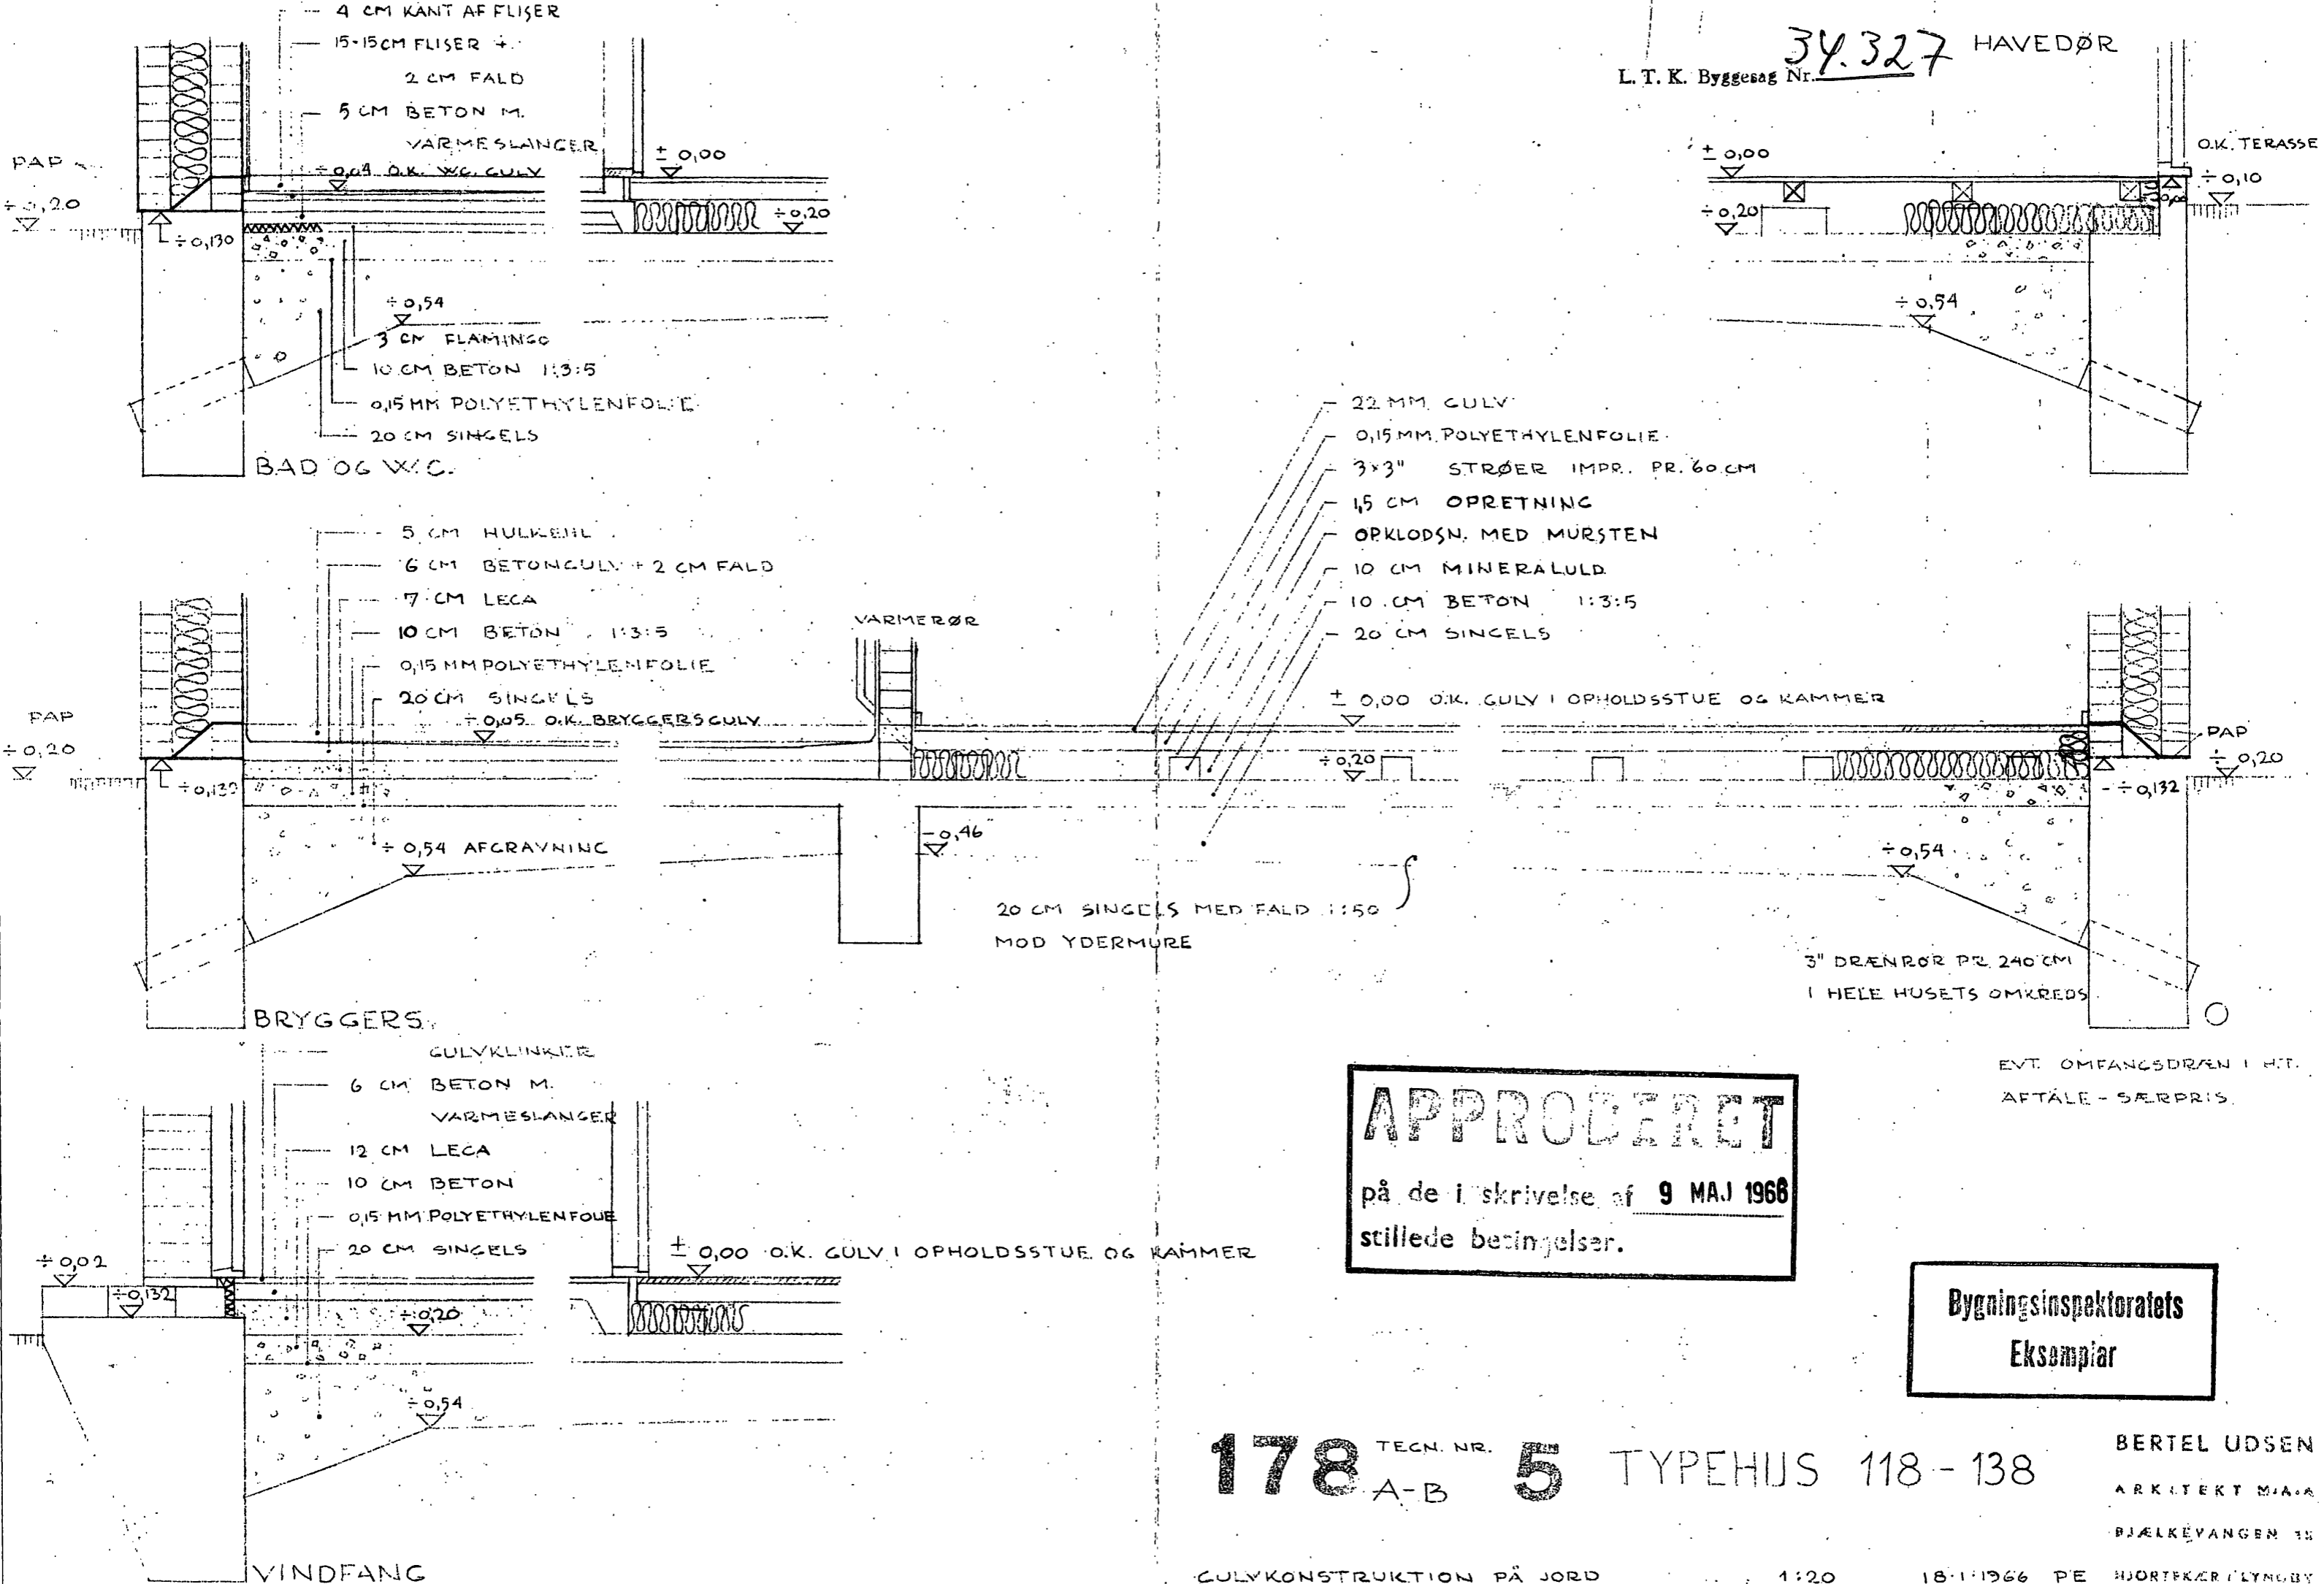 4 CM KANT AF FLISER
15-15 CM FLISER +
2 CM FALD
5 CM BETON M.
VARMESLANGER
PAP
÷ 0,04 O.K. W.C. GULV
± 0,00
÷ 0,20
÷ 0,20
÷ 0,130
÷ 0,54
3 CM FLAMINGO
10 CM BETON 1:3:5
0,15 MM POLYETHYLENFOLIE
20 CM SINGELS
BAD OG W.C.
L. T. K. Byggesag Nr. 34.327
HAVEDØR
± 0,00
O.K. TERASSE
÷ 0,10
÷ 0,20
÷ 0,54
22 MM GULV
0,15 MM POLYETHYLENFOLIE
3×3" STRØER IMPR. PR. 60 CM
1,5 CM OPRETNING
OPKLODSN. MED MURSTEN
10 CM MINERALULD
10 CM BETON 1:3:5
20 CM SINGELS
5 CM HULKEHL
6 CM BETONGULV + 2 CM FALD
7 CM LECA
10 CM BETON 1:3:5
0,15 MM POLYETHYLENFOLIE
20 CM SINGELS
÷ 0,05 O.K. BRYGGERSGULV
VARMERØR
± 0,00 O.K. GULV I OPHOLDSSTUE OG KAMMER
PAP
÷ 0,20
÷ 0,132
÷ 0,20
PAP
÷ 0,20
÷ 0,132
÷ 0,54 AFGRAVNING
- 0,46
÷ 0,54
20 CM SINGELS MED FALD 1:50
MOD YDERMURE
3" DRÆNRØR PR. 240 CM
I HELE HUSETS OMKREDS
BRYGGERS
EVT. OMFANGSDRÆN I H.T.
AFTALE - SÆRPRIS.
GULVKLINKER
6 CM BETON M.
VARMESLANGER
12 CM LECA
10 CM BETON
0,15 MM POLYETHYLENFOLIE
20 CM SINGELS
÷ 0,02
÷ 0,132
÷ 0,20
± 0,00 O.K. GULV I OPHOLDSSTUE OG KAMMER
÷ 0,54
VINDFANG
APPROBERET
på de i skrivelse af 9 MAJ 1966
stillede betingelser.
Bygningsinspektoratets
Eksemplar
178 TEGN. NR. A-B 5 TYPEHUS 118 - 138
BERTEL UDSEN
ARKITEKT M.A.A
BJÆLKEVANGEN 15
HJORTEKÆR / LYNGBY
GULVKONSTRUKTION PÅ JORD 1:20 18-1-1966 PE